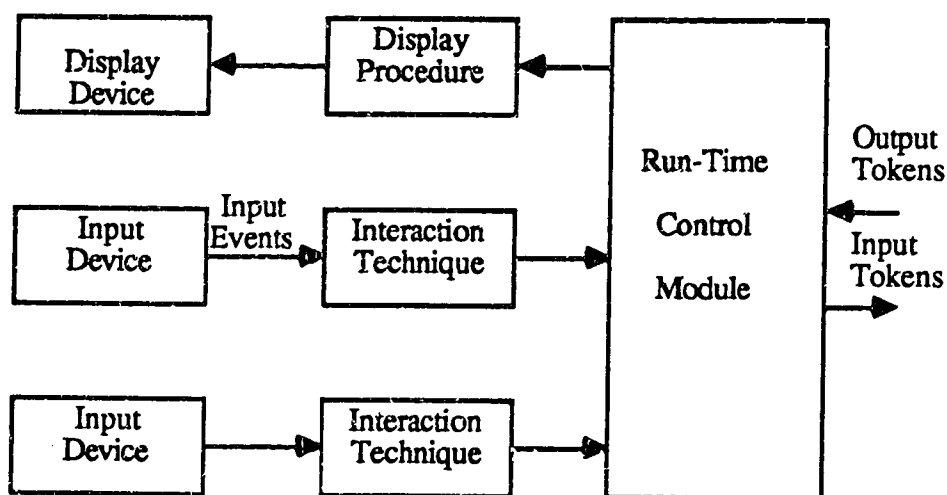 Display
Device
Display
Procedure
Run-Time
Control
Module
Output
Tokens
Input
Tokens
Input
Device
Input
Events
Interaction
Technique
Input
Device
Interaction
Technique